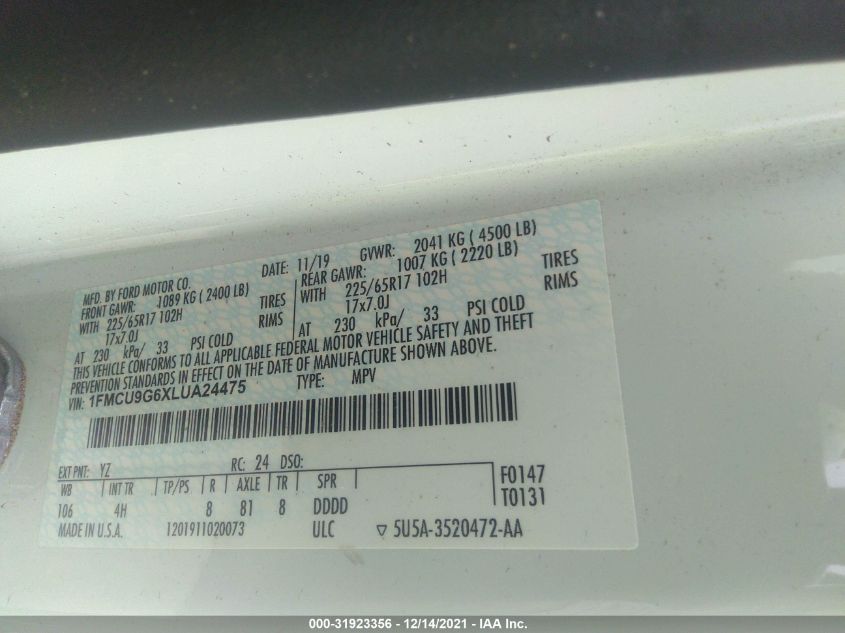 MFD. BY FORD MOTOR CO. DATE: 11/19 GVWR: 2041 KG ( 4500 LB)
FRONT GAWR: 1089 KG ( 2400 LB) REAR GAWR: 1007 KG ( 2220 LB)
WITH 225/65R17 102H TIRES WITH 225/65R17 102H TIRES
17x7.0J RIMS 17x7.0J RIMS
AT 230 kPa/ 33 PSI COLD AT 230 kPa/ 33 PSI COLD
THIS VEHICLE CONFORMS TO ALL APPLICABLE FEDERAL MOTOR VEHICLE SAFETY AND THEFT
PREVENTION STANDARDS IN EFFECT ON THE DATE OF MANUFACTURE SHOWN ABOVE.
VIN: 1FMCU9G6XLUA24475 TYPE: MPV
EXT PNT: YZ RC: 24 DSO:
WB INT TR TP/PS R AXLE TR SPR F0147
106 4H 8 81 8 DDDD T0131
MADE IN U.S.A. 1201911020073 ULC ▽ 5U5A-3520472-AA
000-31923356 - 12/14/2021 - IAA Inc.